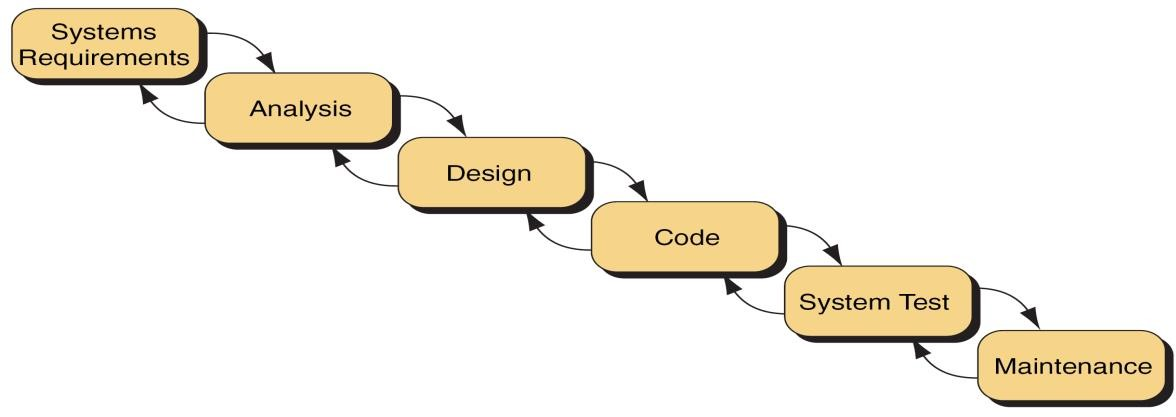 Systems
Requirements
Analysis
Design
Code
System Test
Maintenance